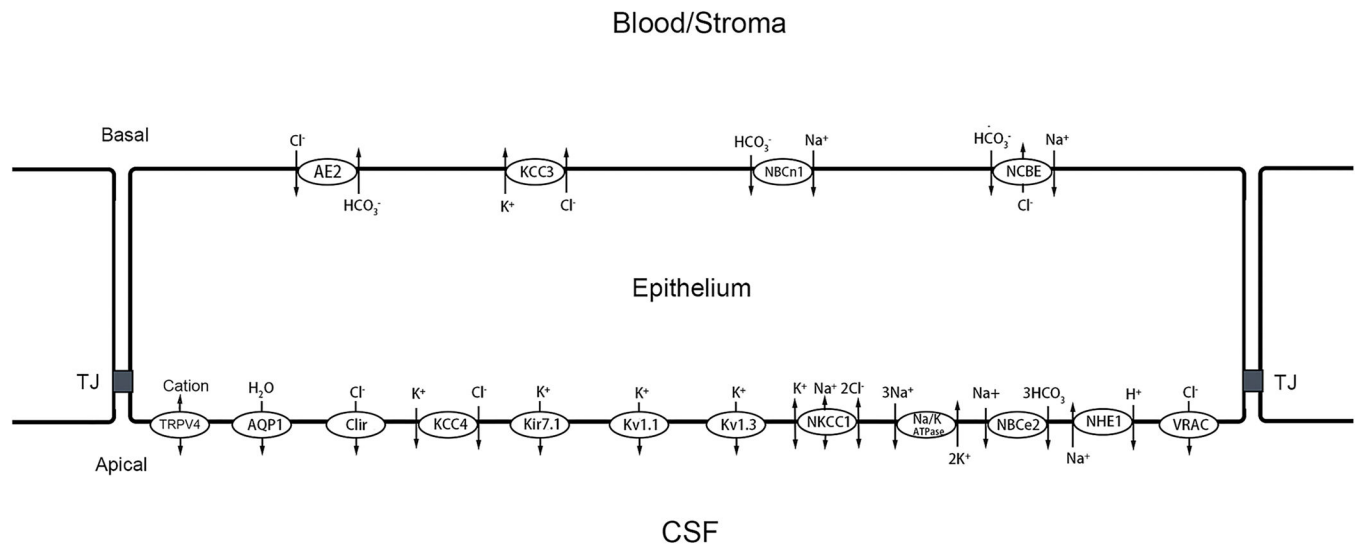 Blood/Stroma
Basal
Cl⁻
HCO₃⁻
Na⁺
HCO₃⁻
Na⁺
AE2
KCC3
NBCn1
NCBE
HCO₃⁻
K⁺
Cl⁻
Cl⁻
Epithelium
TJ
TJ
Cation
H₂O
Cl⁻
K⁺
Cl⁻
K⁺
K⁺
K⁺
K⁺
Na⁺
2Cl⁻
3Na⁺
Na+
3HCO₃⁻
H⁺
Cl⁻
TRPV4
AQP1
Clir
KCC4
Kir7.1
Kv1.1
Kv1.3
NKCC1
Na/K
ATPase
NBCe2
NHE1
VRAC
2K⁺
Na⁺
Apical
CSF